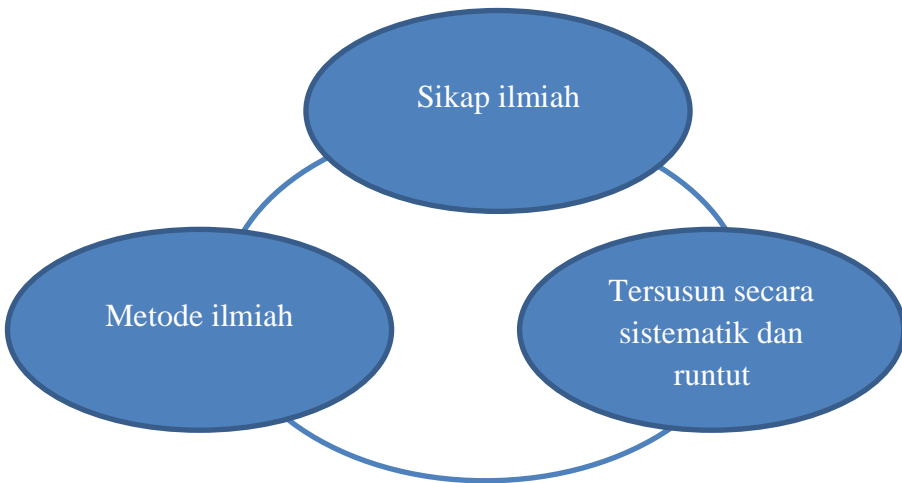 Sikap ilmiah
Metode ilmiah
Tersusun secara
sistematik dan
runtut